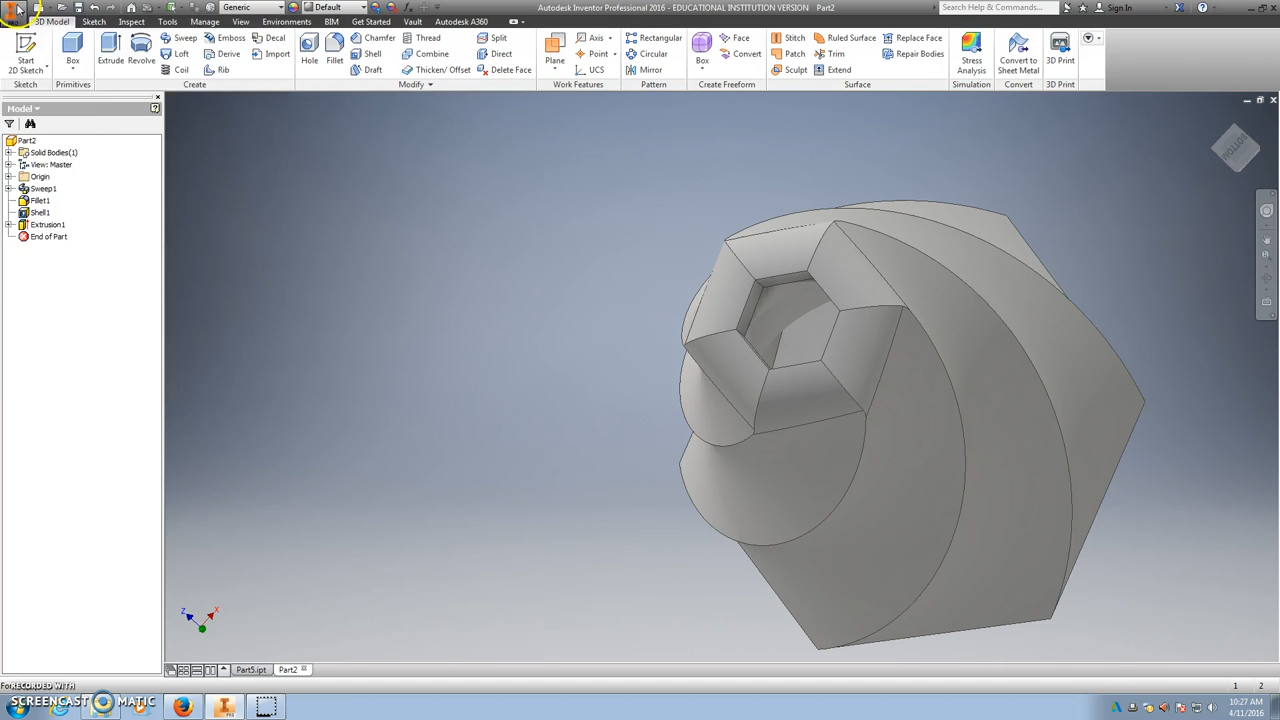 Generic
Default
Autodesk Inventor Professional 2016 - EDUCATIONAL INSTITUTION VERSION Part2
Search Help & Commands...
Sign In
PRO
3D Model Sketch Inspect Tools Manage View Environments BIM Get Started Vault Autodesk A360
Start
2D Sketch
Box
Extrude
Revolve
Sweep
Loft
Coil
Emboss
Derive
Rib
Decal
Import
Hole
Fillet
Chamfer
Shell
Draft
Thread
Combine
Thicken/ Offset
Split
Direct
Delete Face
Plane
Axis
Point
UCS
Rectangular
Circular
Mirror
Box
Face
Convert
Stitch
Patch
Sculpt
Ruled Surface
Trim
Extend
Replace Face
Repair Bodies
Stress
Analysis
Convert to
Sheet Metal
3D Print
Sketch Primitives Create Modify Work Features Pattern Create Freeform Surface Simulation Convert 3D Print
Model
Part2
Solid Bodies(1)
View: Master
Origin
Sweep1
Fillet1
Shell1
Extrusion1
End of Part
BOTTOM
Z
X
Part5.ipt
Part2
1 2
RECORDED WITH
SCREENCAST MATIC
PRO
10:27 AM
4/11/2016